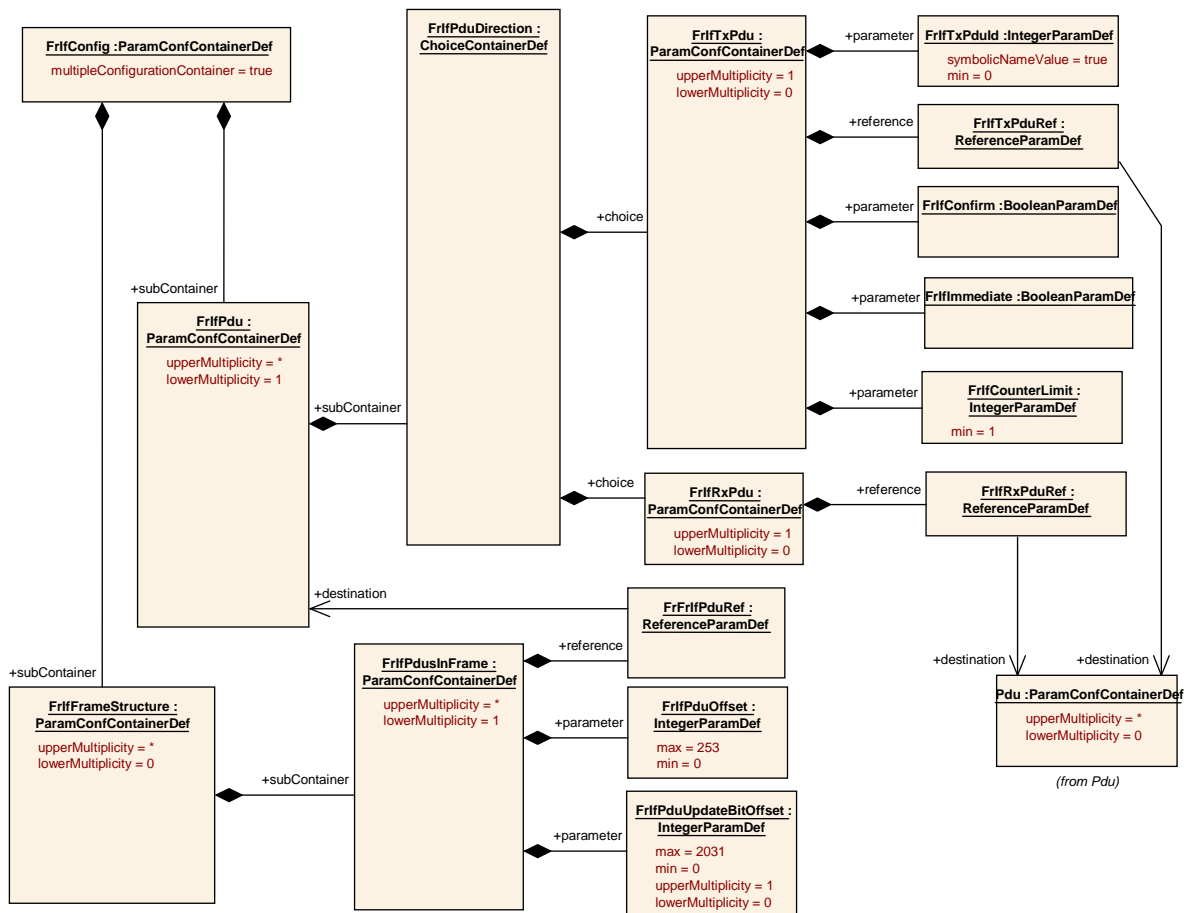 FrIfConfig :ParamConfContainerDef
multipleConfigurationContainer = true
FrIfPduDirection :
ChoiceContainerDef
FrIfTxPdu :
ParamConfContainerDef
upperMultiplicity = 1
lowerMultiplicity = 0
+parameter
FrIfTxPduId :IntegerParamDef
symbolicNameValue = true
min = 0
+reference
FrIfTxPduRef :
ReferenceParamDef
+parameter
FrIfConfirm :BooleanParamDef
+choice
+parameter
FrIfImmediate :BooleanParamDef
+subContainer
FrIfPdu :
ParamConfContainerDef
upperMultiplicity = *
lowerMultiplicity = 1
+subContainer
+parameter
FrIfCounterLimit :
IntegerParamDef
min = 1
+choice
FrIfRxPdu :
ParamConfContainerDef
upperMultiplicity = 1
lowerMultiplicity = 0
+reference
FrIfRxPduRef :
ReferenceParamDef
+destination
FrFrIfPduRef :
ReferenceParamDef
+reference
FrIfPdusInFrame :
ParamConfContainerDef
upperMultiplicity = *
lowerMultiplicity = 1
+destination
+destination
Pdu :ParamConfContainerDef
upperMultiplicity = *
lowerMultiplicity = 0
(from Pdu)
+subContainer
FrIfFrameStructure :
ParamConfContainerDef
upperMultiplicity = *
lowerMultiplicity = 0
+parameter
FrIfPduOffset :
IntegerParamDef
max = 253
min = 0
+subContainer
+parameter
FrIfPduUpdateBitOffset :
IntegerParamDef
max = 2031
min = 0
upperMultiplicity = 1
lowerMultiplicity = 0